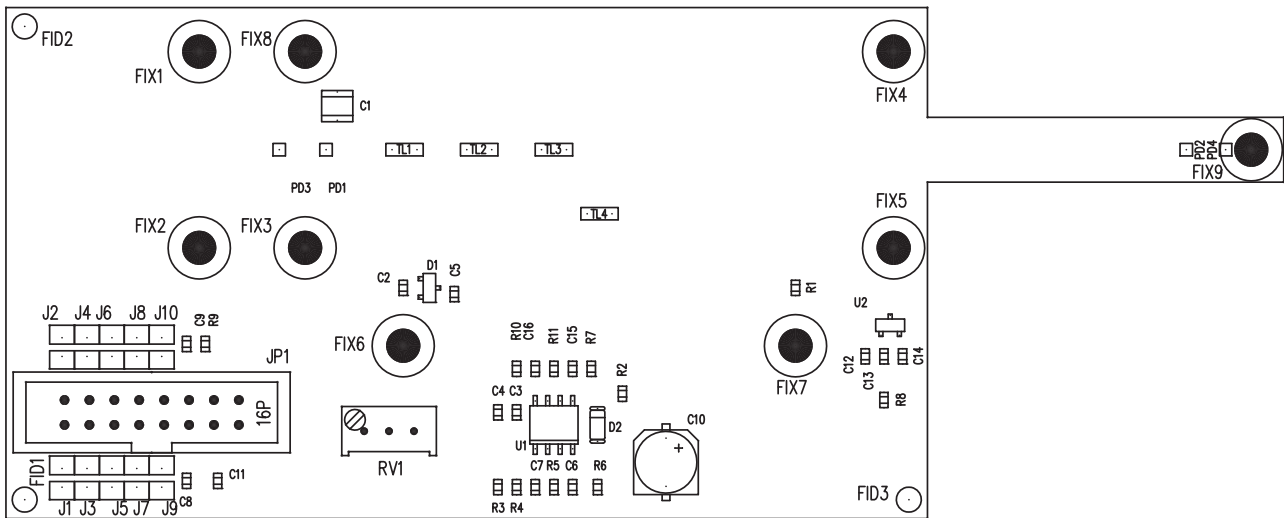 FID2
FIX1
FIX8
C1
FIX4
PD3
PD1
TL1
TL2
TL3
TL4
PD2
PD4
FIX9
FIX2
FIX3
FIX5
C2
D1
C5
R1
U2
J2 J4 J6 J8 J10
C9
R9
FIX6
R10
C16
R11
C15
R7
FIX7
C12
C13
C14
JP1
16P
R2
R8
C4
C3
U1
D2
C10
+
RV1
FID1
C11
C8
C7
R5
C6
R6
R3
R4
J1 J3 J5 J7 J9
FID3